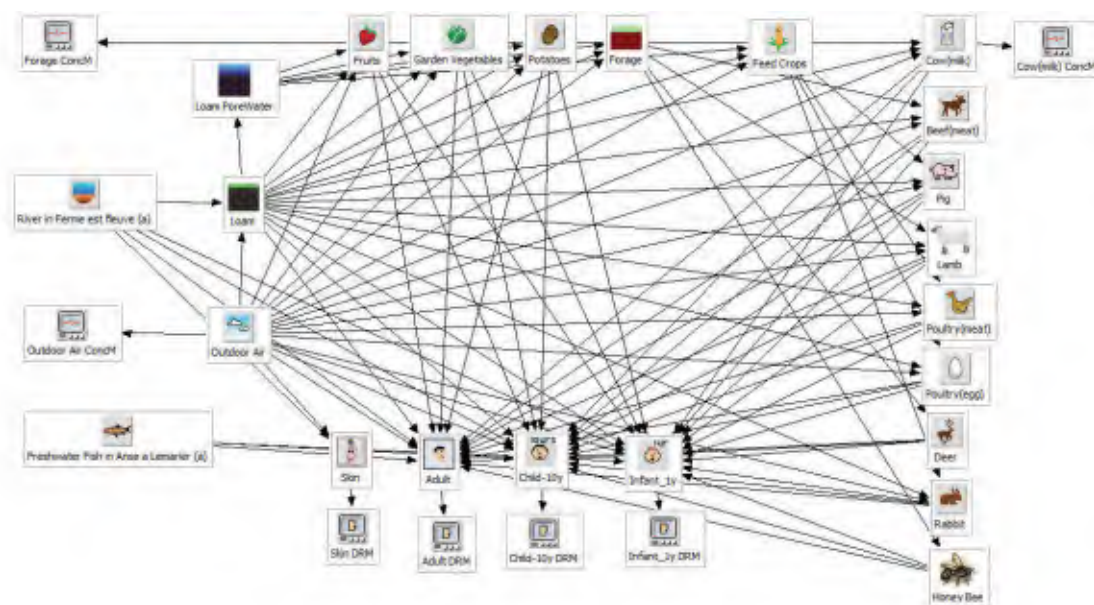 Forage ConcM
Fruits
Garden Vegetables
Potatoes
Forage
Feed Crops
Cow(milk)
Cow(milk) ConcM
Loam PoreWater
Beef(meat)
Pig
River in Ferme est fleuve (a)
Loam
Lamb
Outdoor Air ConcM
Outdoor Air
Poultry(meat)
Poultry(egg)
Freshwater Fish in Anse a Lemarier (a)
Skin
Adult
Child-10y
Infant_1y
Deer
Rabbit
Skin DRM
Adult DRM
Child-10y DRM
Infant_1y DRM
Honey Bee